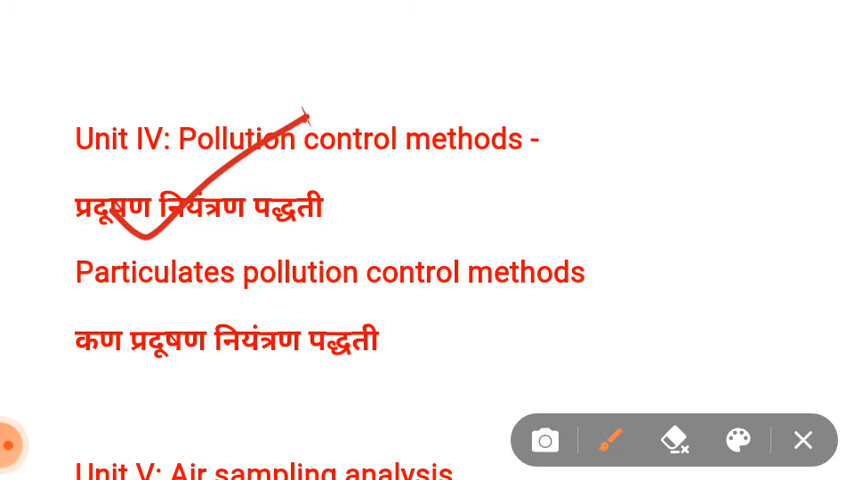 Unit IV: Pollution control methods -
प्रदूषण नियंत्रण पद्धती
Particulates pollution control methods
कण प्रदूषण नियंत्रण पद्धती
Unit V: Air sampling analysis